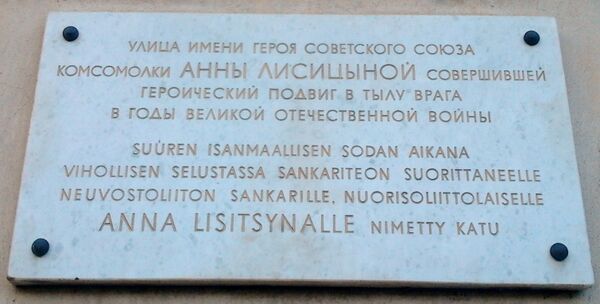 УЛИЦА ИМЕНИ ГЕРОЯ СОВЕТСКОГО СОЮЗА
КОМСОМОЛКИ АННЫ ЛИСИЦЫНОЙ СОВЕРШИВШЕЙ
ГЕРОИЧЕСКИЙ ПОДВИГ В ТЫЛУ ВРАГА
В ГОДЫ ВЕЛИКОЙ ОТЕЧЕСТВЕННОЙ ВОЙНЫ
SUÚREN ISANMAALLISEN SODAN AIKANA
VIHOLLISEN SELUSTASSA SANKARITEON SUORITTANEELLE
NEUVOSTOLIITON SANKARILLE, NUORISOLIITTOLAISELLE
ANNA LISITSYNALLE NIMETTY KATU